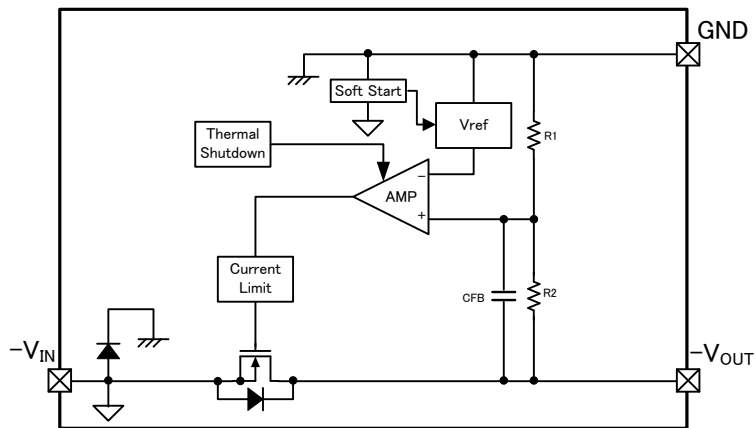 GND
Soft Start
Vref
R1
Thermal
Shutdown
−
AMP
+
Current
Limit
CFB
R2
−VIN
−VOUT